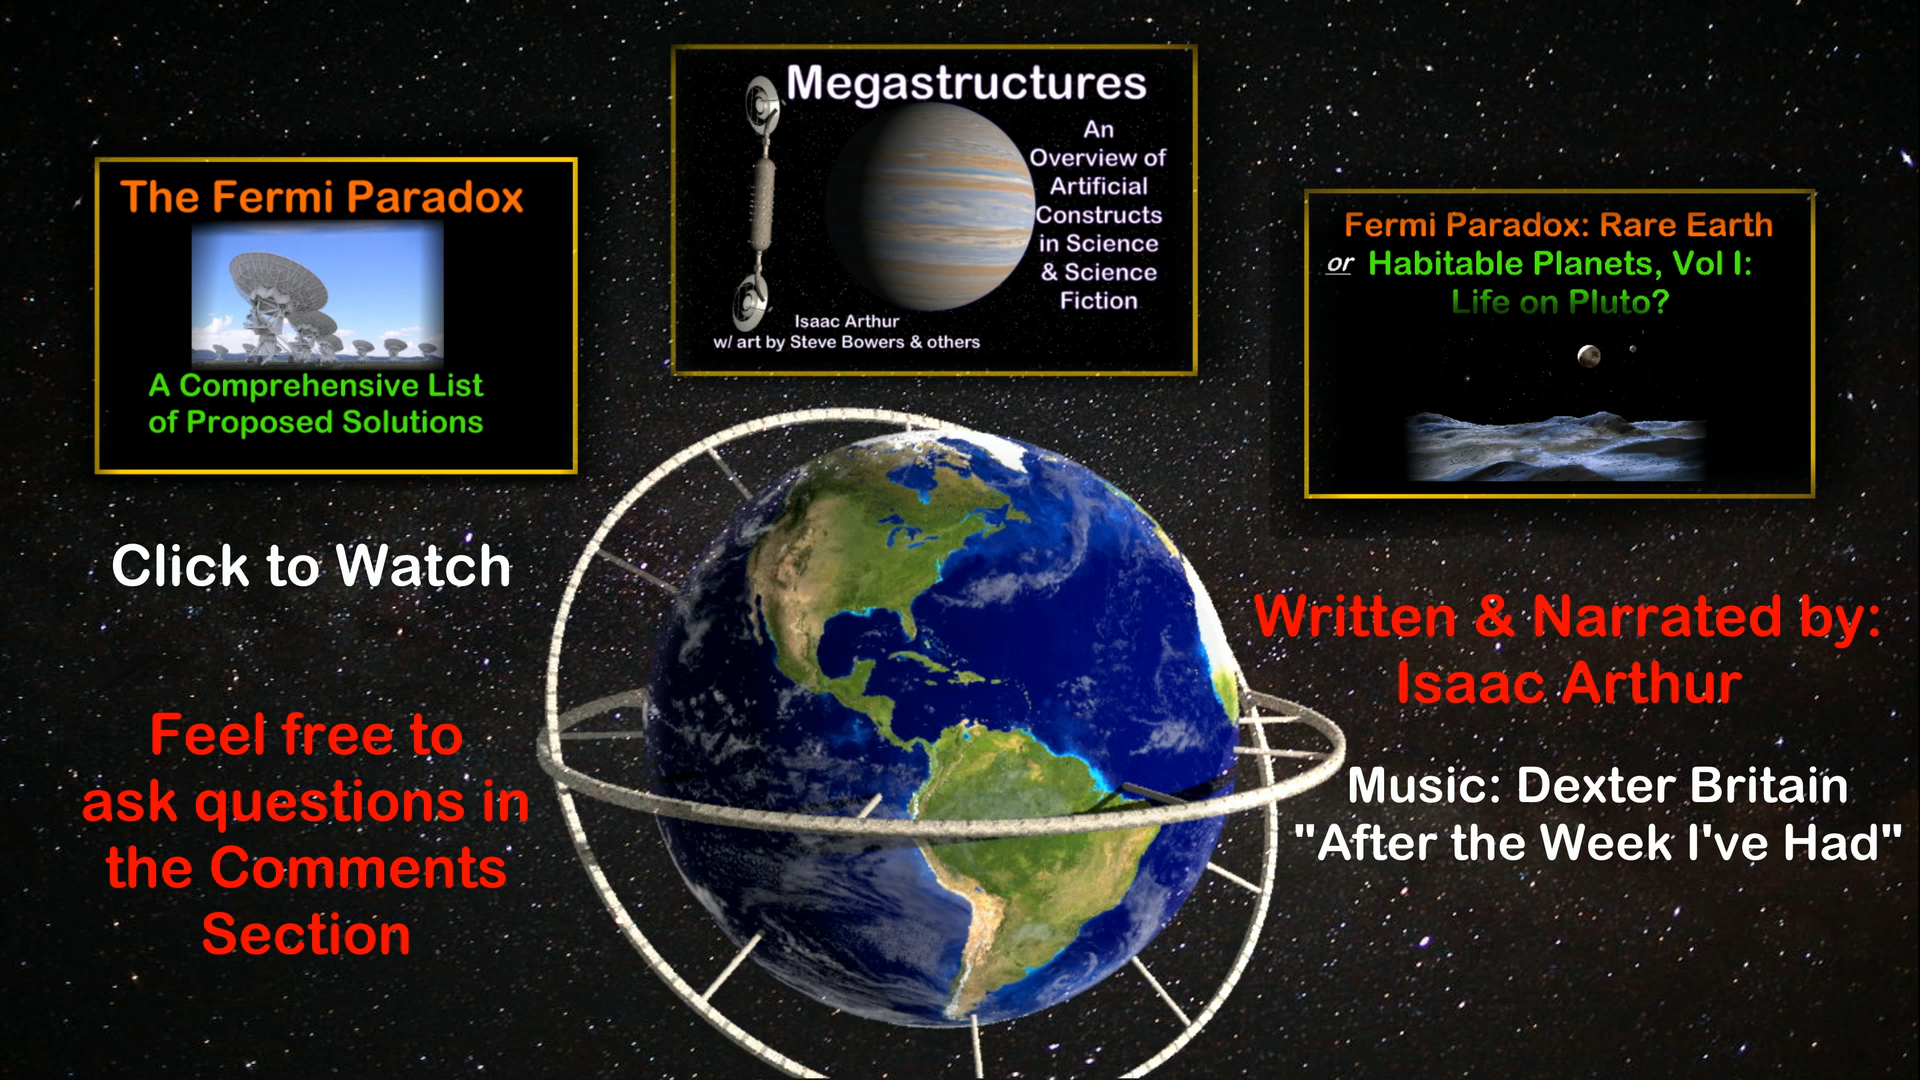 The Fermi Paradox
A Comprehensive List
of Proposed Solutions
Megastructures
An
Overview of
Artificial
Constructs
in Science
& Science
Fiction
Isaac Arthur
w/ art by Steve Bowers & others
Fermi Paradox: Rare Earth
or Habitable Planets, Vol I:
Life on Pluto?
Click to Watch
Feel free to
ask questions in
the Comments
Section
Written & Narrated by:
Isaac Arthur
Music: Dexter Britain
"After the Week I've Had"